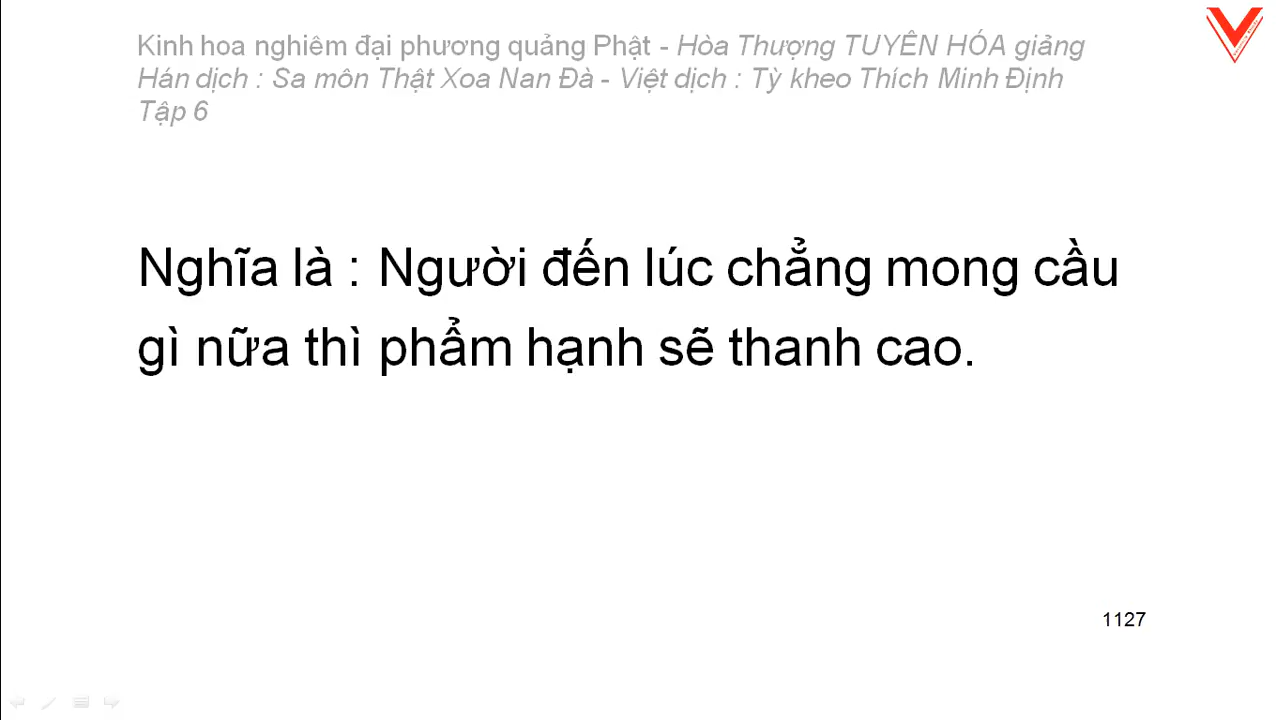 Kinh hoa nghiêm đại phương quảng Phật - Hòa Thượng TUYÊN HÓA giảng
Hán dịch : Sa môn Thật Xoa Nan Đà - Việt dịch : Tỳ kheo Thích Minh Định
Tập 6
Nghĩa là : Người đến lúc chẳng mong cầu
gì nữa thì phẩm hạnh sẽ thanh cao.
1127